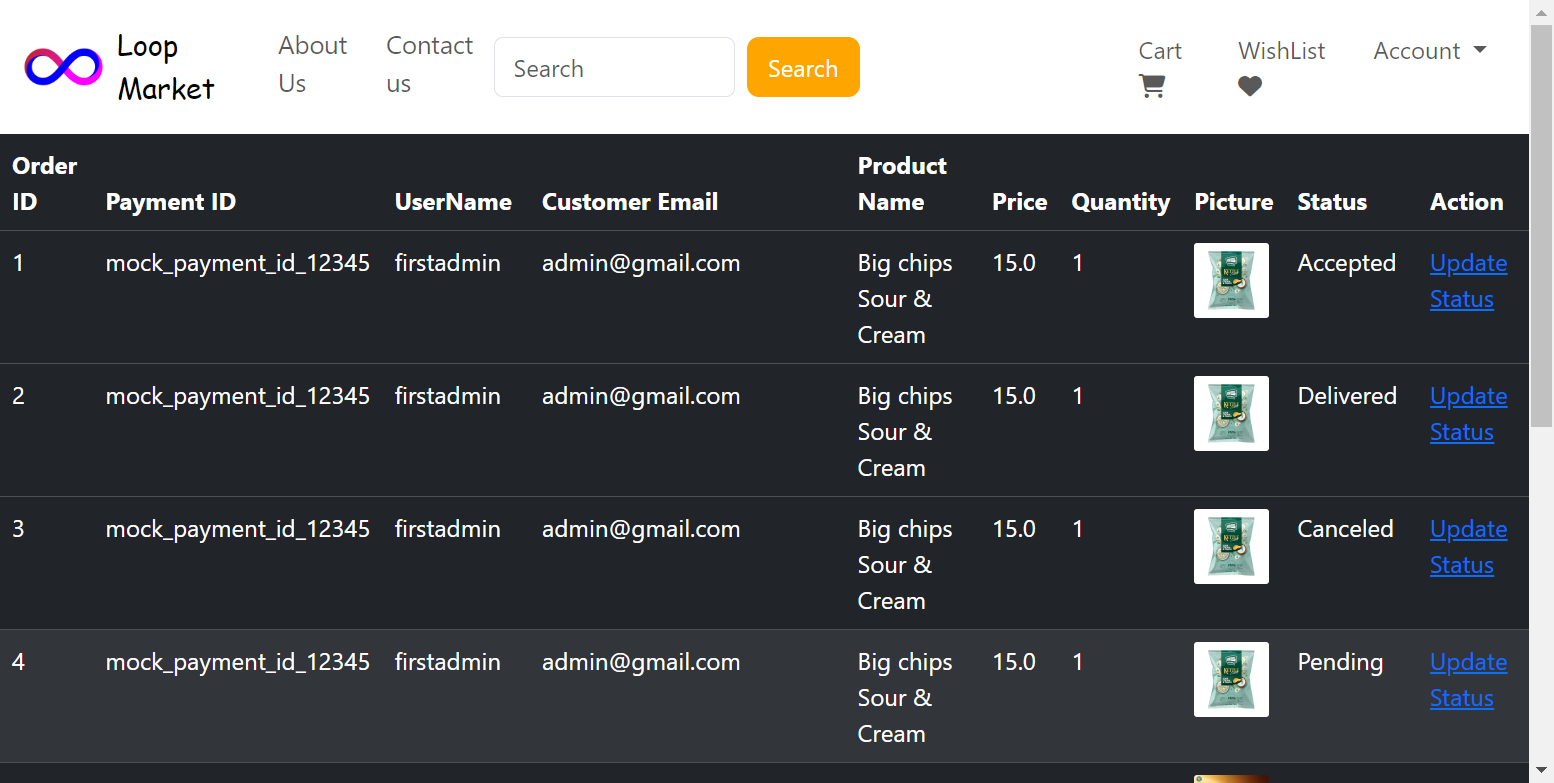 Loop
Market
About
Us
Contact
us
Search
Search
Cart
WishList
Account
Order
ID
Payment ID
UserName
Customer Email
Product
Name
Price
Quantity
Picture
Status
Action
1
mock_payment_id_12345
firstadmin
admin@gmail.com
Big chips
Sour &
Cream
15.0
1
Accepted
Update
Status
2
mock_payment_id_12345
firstadmin
admin@gmail.com
Big chips
Sour &
Cream
15.0
1
Delivered
Update
Status
3
mock_payment_id_12345
firstadmin
admin@gmail.com
Big chips
Sour &
Cream
15.0
1
Canceled
Update
Status
4
mock_payment_id_12345
firstadmin
admin@gmail.com
Big chips
Sour &
Cream
15.0
1
Pending
Update
Status